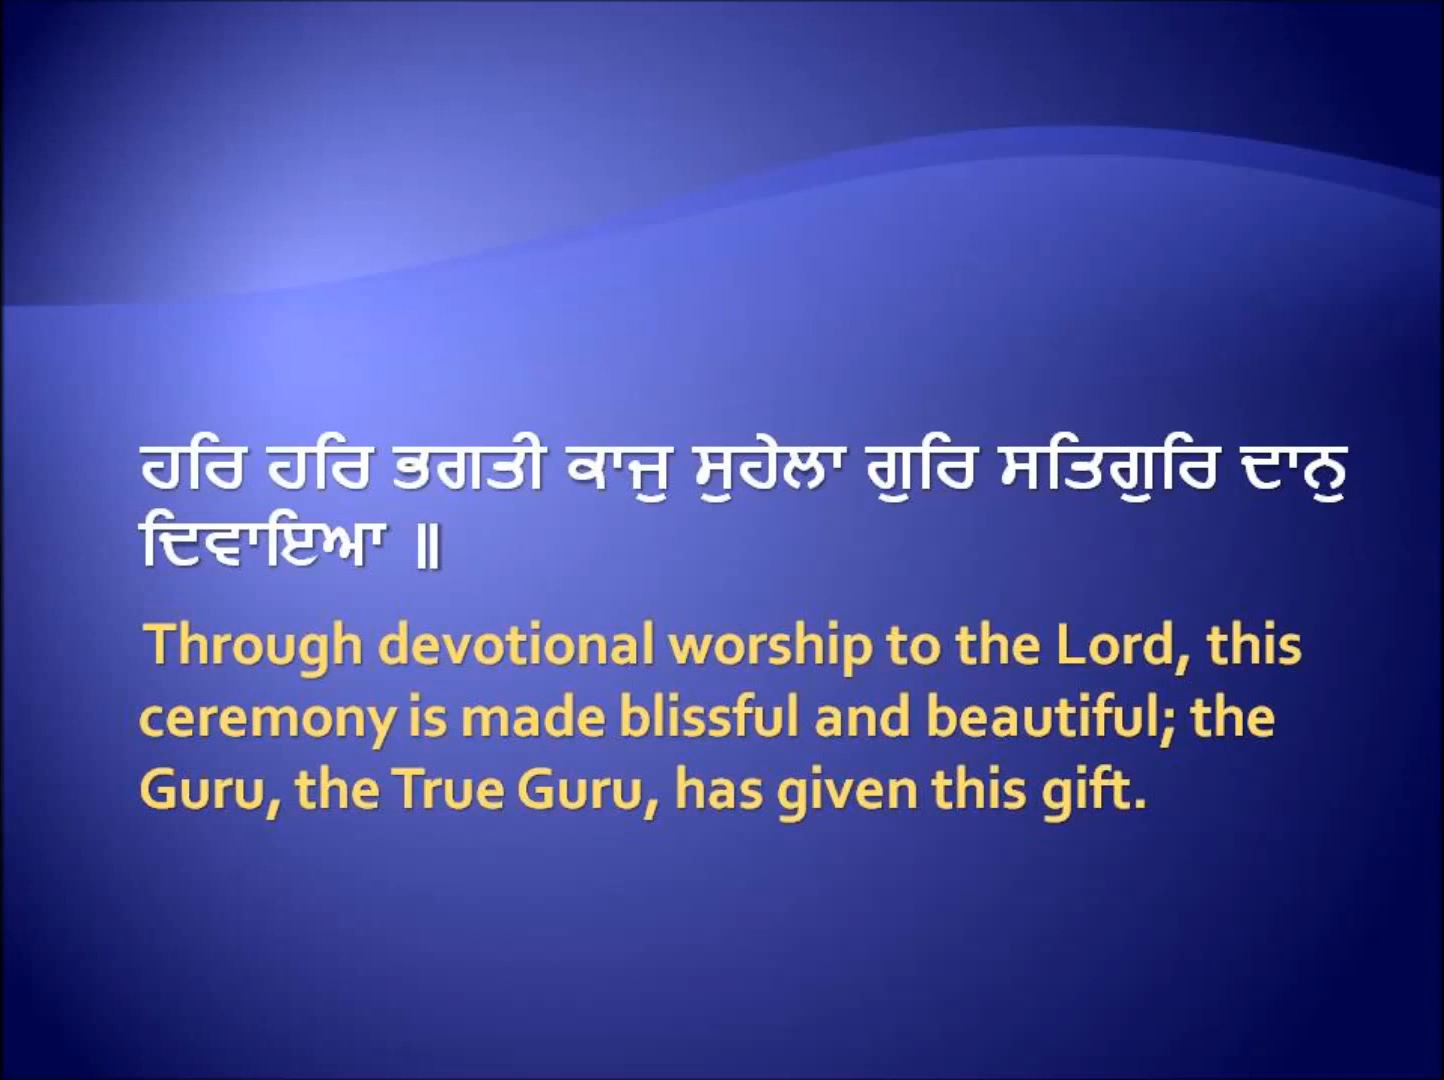 ਹਰਿ ਹਰਿ ਭਗਤੀ ਕਾਜੁ ਸੁਹੇਲਾ ਗੁਰਿ ਸਤਿਗੁਰਿ ਦਾਨੁ
ਦਿਵਾਇਆ ॥
Through devotional worship to the Lord, this
ceremony is made blissful and beautiful; the
Guru, the True Guru, has given this gift.